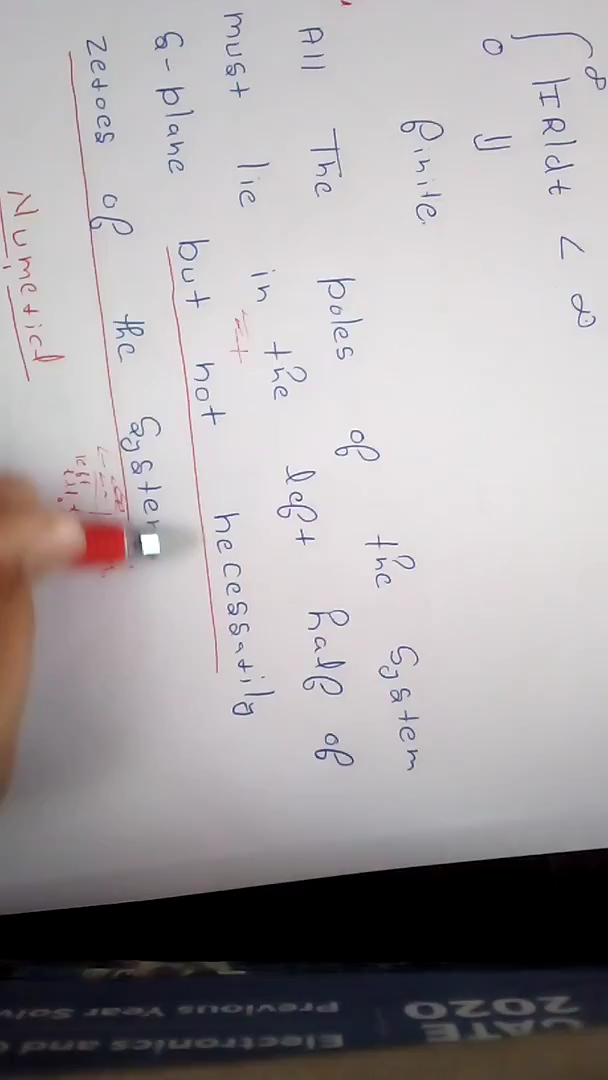 ∫₀^∞ |IR|dt < ∞
finite.
All The poles of the system
must lie in the left half of
s-plane but not necessarily
zeroes of the system
Numerical
GATE
2020
Previous Year Solv
Electronics and